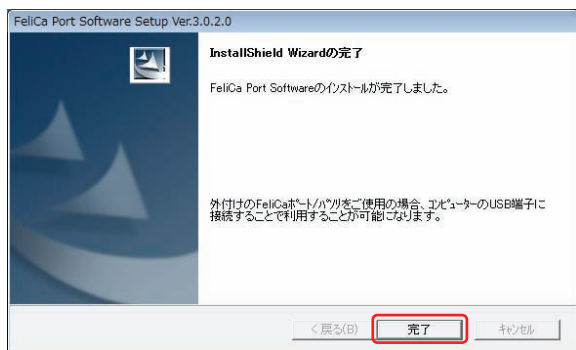 FeliCa Port Software Setup Ver.3.0.2.0
InstallShield Wizardの完了
FeliCa Port Softwareのインストールが完了しました。
外付けのFeliCaポート/パソリをご使用の場合、コンピューターのUSB端子に
接続することで利用することが可能になります。
< 戻る(B)
完了
キャンセル